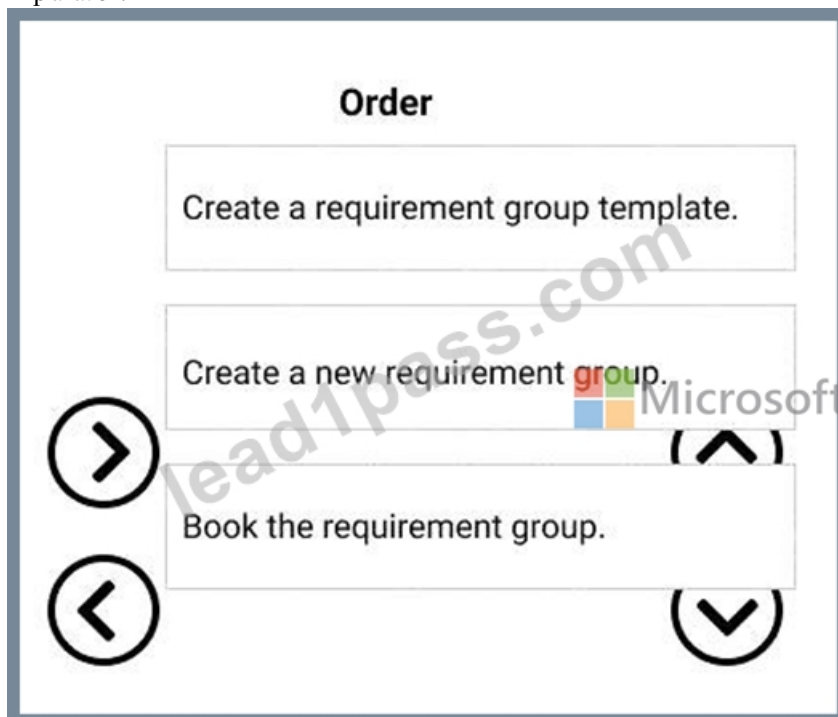 Order
Create a requirement group template.
Create a new requirement group.
Microsoft
Book the requirement group.
lead1pass.com